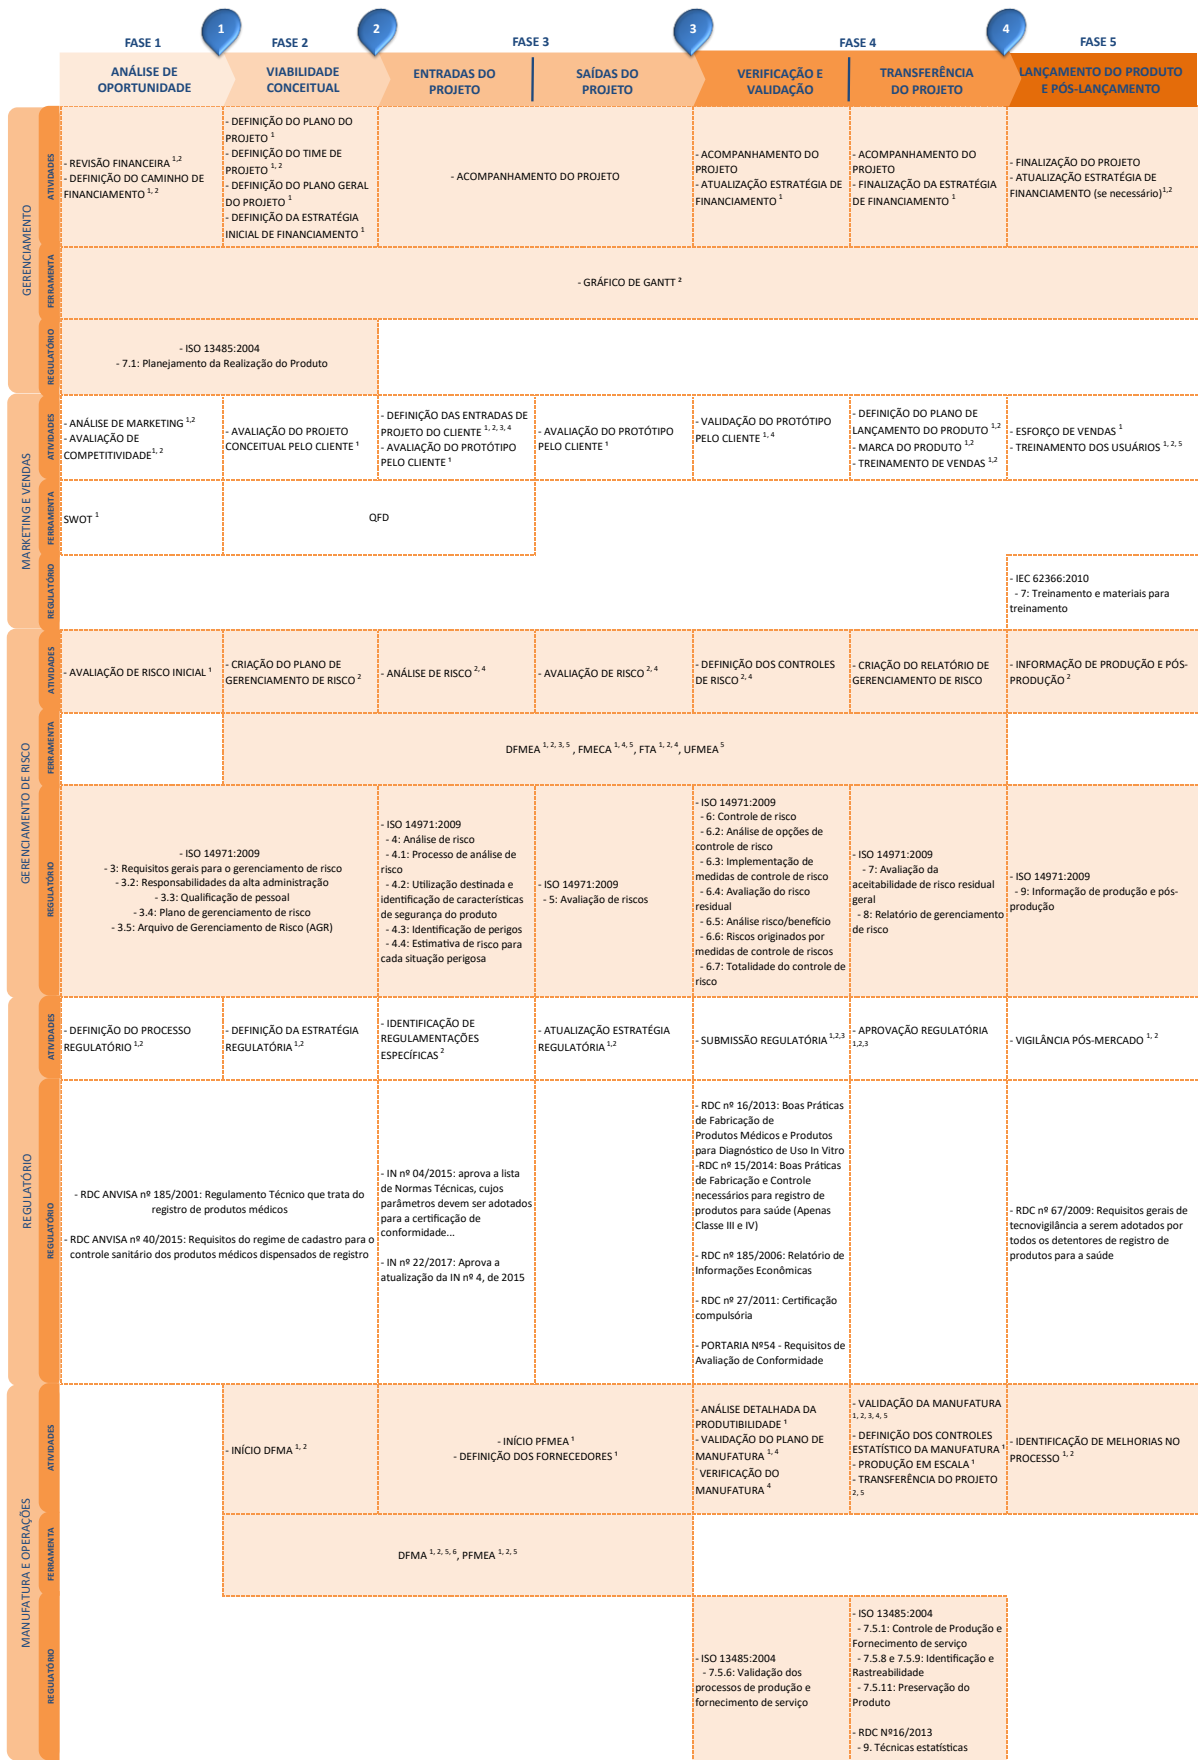 1
2
3
4
FASE 1
FASE 2
FASE 3
FASE 4
FASE 5
ANÁLISE DE
OPORTUNIDADE
VIABILIDADE
CONCEITUAL
ENTRADAS DO
PROJETO
SAÍDAS DO
PROJETO
VERIFICAÇÃO E
VALIDAÇÃO
TRANSFERÊNCIA
DO PROJETO
LANÇAMENTO DO PRODUTO
E PÓS-LANÇAMENTO
GERENCIAMENTO
ATIVIDADES
- REVISÃO FINANCEIRA 1,2
- DEFINIÇÃO DO CAMINHO DE
FINANCIAMENTO 1, 2
- DEFINIÇÃO DO PLANO DO
PROJETO 1
- DEFINIÇÃO DO TIME DE
PROJETO 1, 2
- DEFINIÇÃO DO PLANO GERAL
DO PROJETO 1
- DEFINIÇÃO DA ESTRATÉGIA
INICIAL DE FINANCIAMENTO 1
- ACOMPANHAMENTO DO PROJETO
- ACOMPANHAMENTO DO
PROJETO
- ATUALIZAÇÃO ESTRATÉGIA DE
FINANCIAMENTO 1
- ACOMPANHAMENTO DO
PROJETO
- FINALIZAÇÃO DA ESTRATÉGIA
DE FINANCIAMENTO 1
- FINALIZAÇÃO DO PROJETO
- ATUALIZAÇÃO ESTRATÉGIA DE
FINANCIAMENTO (se necessário)1,2
FERRAMENTA
- GRÁFICO DE GANTT 2
REGULATÓRIO
- ISO 13485:2004
- 7.1: Planejamento da Realização do Produto
MARKETING E VENDAS
ATIVIDADES
- ANÁLISE DE MARKETING 1,2
- AVALIAÇÃO DE
COMPETITIVIDADE1, 2
- AVALIAÇÃO DO PROJETO
CONCEITUAL PELO CLIENTE 1
- DEFINIÇÃO DAS ENTRADAS DE
PROJETO DO CLIENTE 1, 2, 3, 4
- AVALIAÇÃO DO PROTÓTIPO
PELO CLIENTE 1
- AVALIAÇÃO DO PROTÓTIPO
PELO CLIENTE 1
- VALIDAÇÃO DO PROTÓTIPO
PELO CLIENTE 1, 4
- DEFINIÇÃO DO PLANO DE
LANÇAMENTO DO PRODUTO 1,2
- MARCA DO PRODUTO 1,2
- TREINAMENTO DE VENDAS 1,2
- ESFORÇO DE VENDAS 1
- TREINAMENTO DOS USUÁRIOS 1, 2, 5
FERRAMENTA
SWOT 1
QFD
REGULATÓRIO
- IEC 62366:2010
- 7: Treinamento e materiais para
treinamento
GERENCIAMENTO DE RISCO
ATIVIDADES
- AVALIAÇÃO DE RISCO INICIAL 1
- CRIAÇÃO DO PLANO DE
GERENCIAMENTO DE RISCO 2
- ANÁLISE DE RISCO 2, 4
- AVALIAÇÃO DE RISCO 2, 4
- DEFINIÇÃO DOS CONTROLES
DE RISCO 2, 4
- CRIAÇÃO DO RELATÓRIO DE
GERENCIAMENTO DE RISCO
- INFORMAÇÃO DE PRODUÇÃO E PÓS-
PRODUÇÃO 2
FERRAMENTA
DFMEA 1, 2, 3, 5 , FMECA 1, 4, 5, FTA 1, 2, 4, UFMEA 5
REGULATÓRIO
- ISO 14971:2009
- 3: Requisitos gerais para o gerenciamento de risco
- 3.2: Responsabilidades da alta administração
- 3.3: Qualificação de pessoal
- 3.4: Plano de gerenciamento de risco
- 3.5: Arquivo de Gerenciamento de Risco (AGR)
- ISO 14971:2009
- 4: Análise de risco
- 4.1: Processo de análise de
risco
- 4.2: Utilização destinada e
identificação de características
de segurança do produto
- 4.3: Identificação de perigos
- 4.4: Estimativa de risco para
cada situação perigosa
- ISO 14971:2009
- 5: Avaliação de riscos
- ISO 14971:2009
- 6: Controle de risco
- 6.2: Análise de opções de
controle de risco
- 6.3: Implementação de
medidas de controle de risco
- 6.4: Avaliação do risco
residual
- 6.5: Análise risco/benefício
- 6.6: Riscos originados por
medidas de controle de riscos
- 6.7: Totalidade do controle de
risco
- ISO 14971:2009
- 7: Avaliação da
aceitabilidade de risco residual
geral
- 8: Relatório de gerenciamento
de risco
- ISO 14971:2009
- 9: Informação de produção e pós-
produção
REGULATÓRIO
ATIVIDADES
- DEFINIÇÃO DO PROCESSO
REGULATÓRIO 1,2
- DEFINIÇÃO DA ESTRATÉGIA
REGULATÓRIA 1,2
- IDENTIFICAÇÃO DE
REGULAMENTAÇÕES
ESPECÍFICAS 2
- ATUALIZAÇÃO ESTRATÉGIA
REGULATÓRIA 1,2
- SUBMISSÃO REGULATÓRIA 1,2,3
- APROVAÇÃO REGULATÓRIA
1,2,3
- VIGILÂNCIA PÓS-MERCADO 1, 2
REGULATÓRIO
- RDC ANVISA nº 185/2001: Regulamento Técnico que trata do
registro de produtos médicos
- RDC ANVISA nº 40/2015: Requisitos do regime de cadastro para o
controle sanitário dos produtos médicos dispensados de registro
- IN nº 04/2015: aprova a lista
de Normas Técnicas, cujos
parâmetros devem ser adotados
para a certificação de
conformidade...
- IN nº 22/2017: Aprova a
atualização da IN nº 4, de 2015
- RDC nº 16/2013: Boas Práticas
de Fabricação de
Produtos Médicos e Produtos
para Diagnóstico de Uso In Vitro
-RDC nº 15/2014: Boas Práticas
de Fabricação e Controle
necessários para registro de
produtos para saúde (Apenas
Classe III e IV)
- RDC nº 185/2006: Relatório de
Informações Econômicas
- RDC nº 27/2011: Certificação
compulsória
- PORTARIA Nº54 - Requisitos de
Avaliação de Conformidade
- RDC nº 67/2009: Requisitos gerais de
tecnovigilância a serem adotados por
todos os detentores de registro de
produtos para a saúde
MANUFATURA E OPERAÇÕES
ATIVIDADES
- INÍCIO DFMA 1, 2
- INÍCIO PFMEA 1
- DEFINIÇÃO DOS FORNECEDORES 1
- ANÁLISE DETALHADA DA
PRODUTIBILIDADE 1
- VALIDAÇÃO DO PLANO DE
MANUFATURA 1, 4
- VERIFICAÇÃO DO
MANUFATURA 4
- VALIDAÇÃO DA MANUFATURA
1, 2, 3, 4, 5
- DEFINIÇÃO DOS CONTROLES
ESTATÍSTICO DA MANUFATURA 1
- PRODUÇÃO EM ESCALA 1
- TRANSFERÊNCIA DO PROJETO
2, 5
- IDENTIFICAÇÃO DE MELHORIAS NO
PROCESSO 1, 2
FERRAMENTA
DFMA 1, 2, 5, 6, PFMEA 1, 2, 5
REGULATÓRIO
- ISO 13485:2004
- 7.5.6: Validação dos
processos de produção e
fornecimento de serviço
- ISO 13485:2004
- 7.5.1: Controle de Produção e
Fornecimento de serviço
- 7.5.8 e 7.5.9: Identificação e
Rastreabilidade
- 7.5.11: Preservação do
Produto
- RDC Nº16/2013
- 9. Técnicas estatísticas